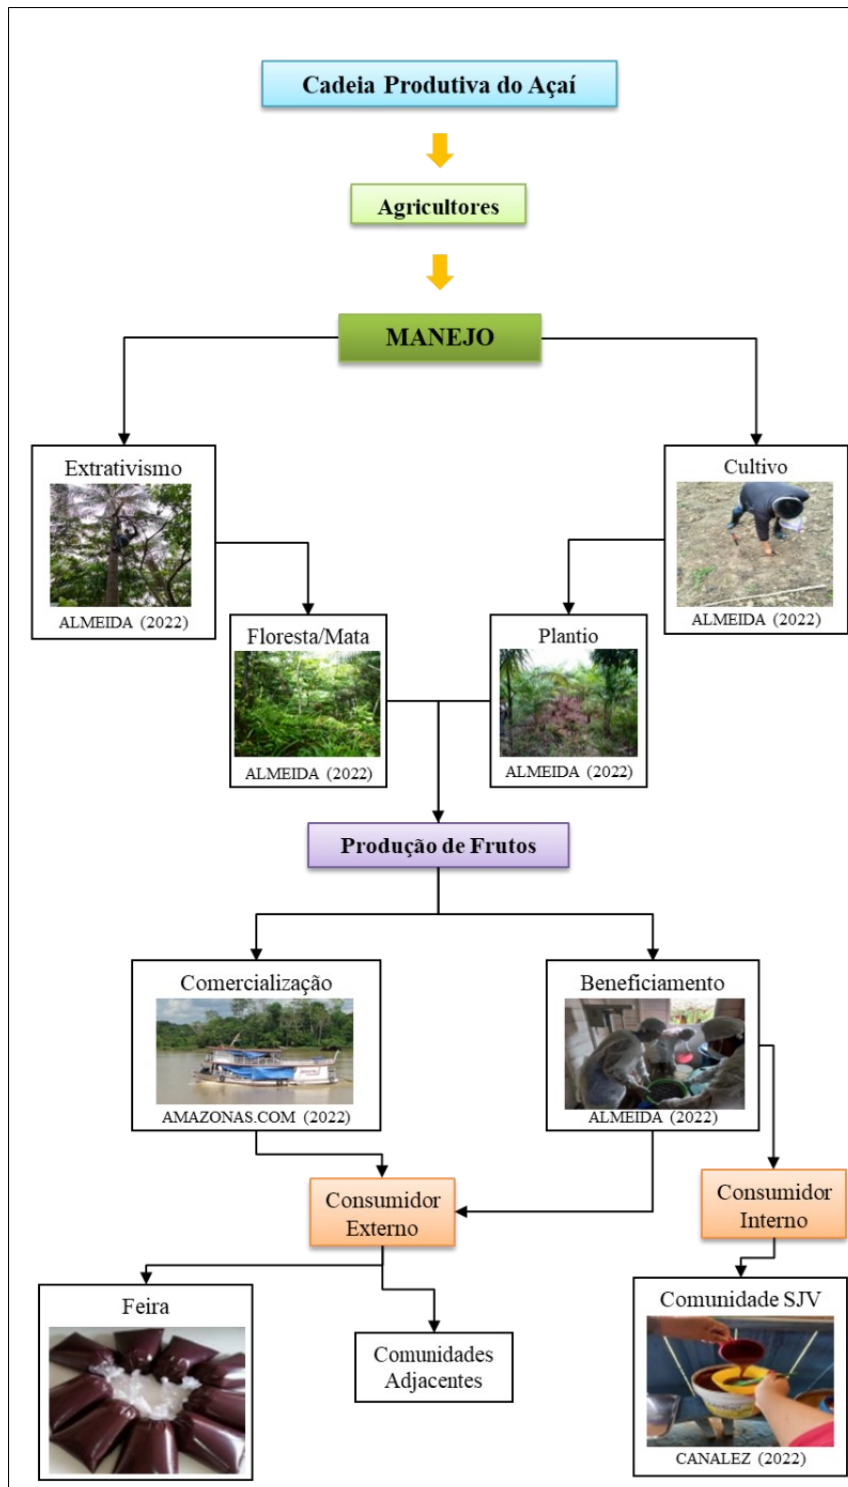 Cadeia Produtiva do Açaí
Agricultores
MANEJO
Extrativismo
ALMEIDA (2022)
Cultivo
ALMEIDA (2022)
Floresta/Mata
ALMEIDA (2022)
Plantio
ALMEIDA (2022)
Produção de Frutos
Comercialização
AMAZONAS.COM (2022)
Beneficiamento
ALMEIDA (2022)
Consumidor
Externo
Consumidor
Interno
Feira
Comunidades
Adjacentes
Comunidade SJV
CANALEZ (2022)